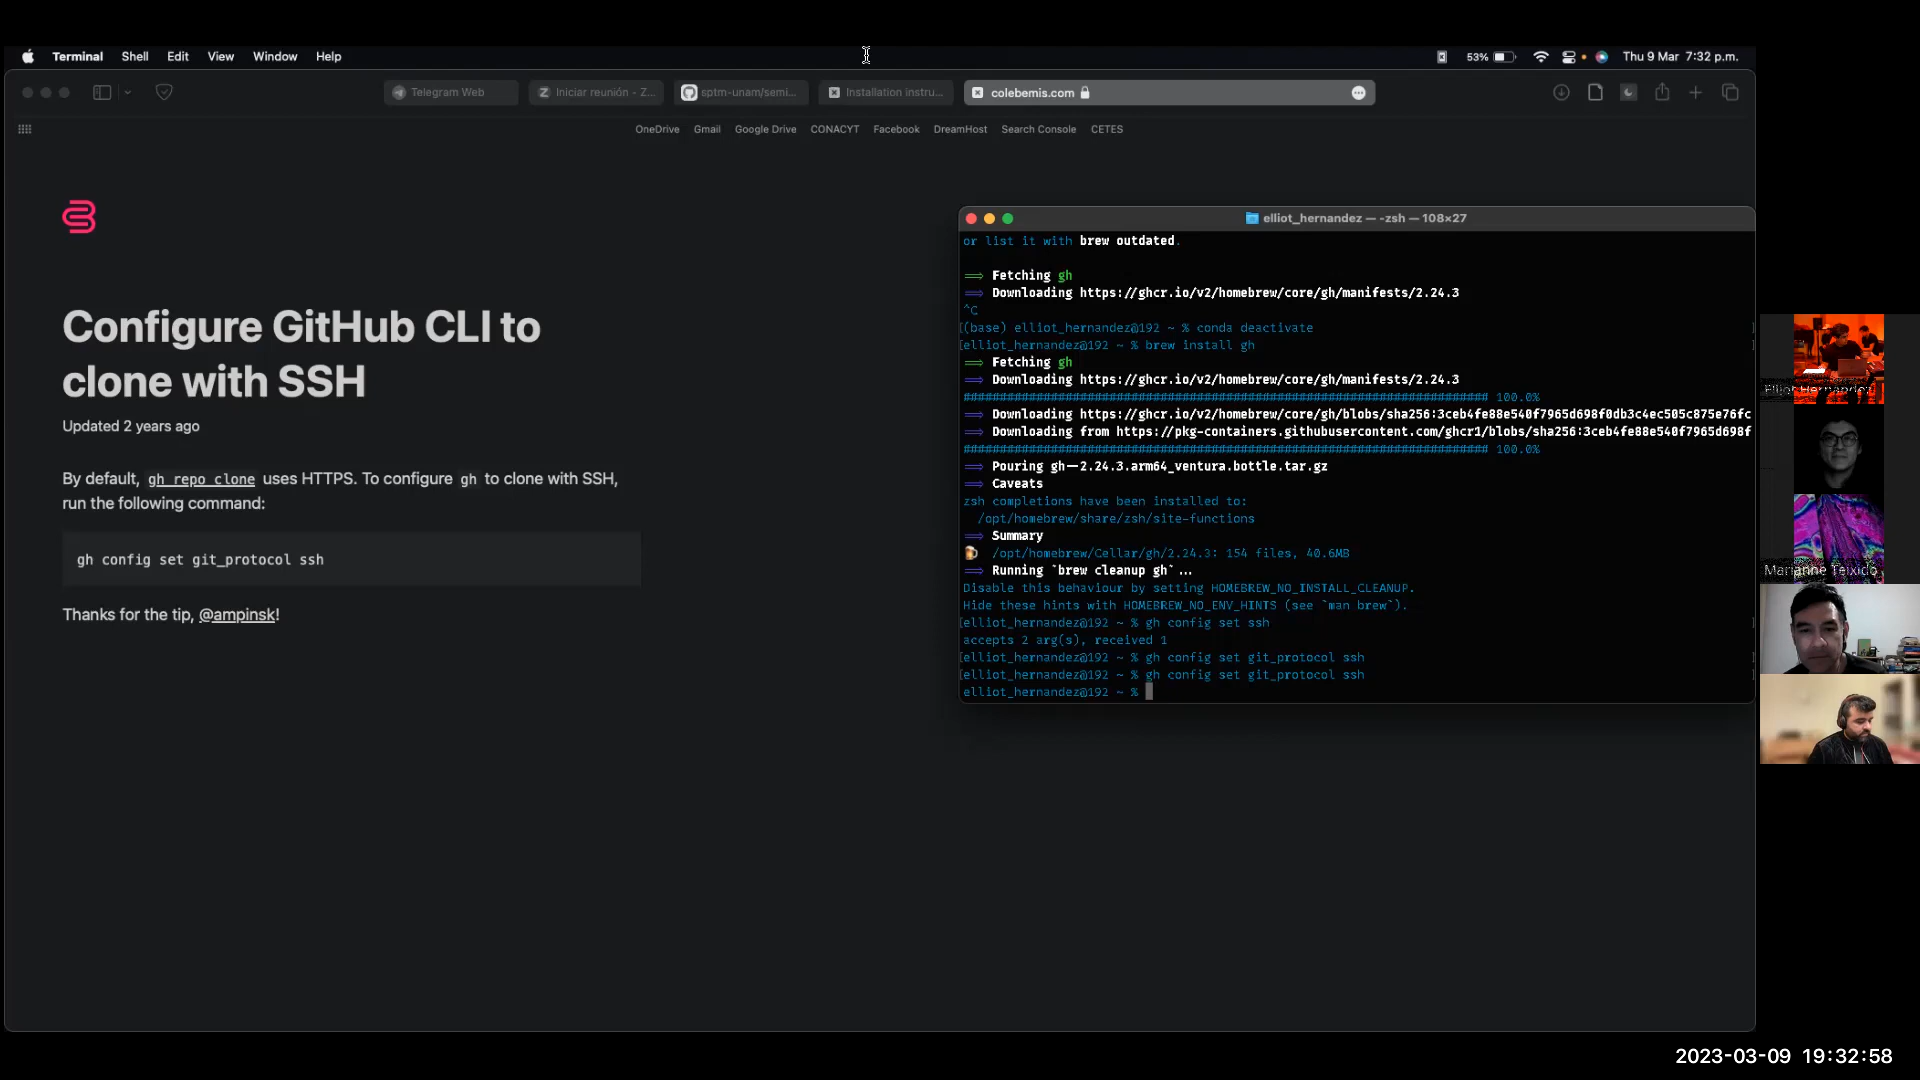 Terminal Shell Edit View Window Help
53% Thu 9 Mar 7:32 p.m.
Telegram Web
Iniciar reunión - Z...
sptm-unam/semi...
Installation instru...
colebemis.com
OneDrive Gmail Google Drive CONACYT Facebook DreamHost Search Console CETES
Configure GitHub CLI to
clone with SSH
Updated 2 years ago
By default, gh repo clone uses HTTPS. To configure gh to clone with SSH,
run the following command:
gh config set git_protocol ssh
Thanks for the tip, @ampinsk!
elliot_hernandez — -zsh — 108×27
or list it with brew outdated.
==> Fetching gh
==> Downloading https://ghcr.io/v2/homebrew/core/gh/manifests/2.24.3
^C
[(base) elliot_hernandez@192 ~ % conda deactivate ]
[elliot_hernandez@192 ~ % brew install gh ]
==> Fetching gh
==> Downloading https://ghcr.io/v2/homebrew/core/gh/manifests/2.24.3
######################################################################## 100.0%
==> Downloading https://ghcr.io/v2/homebrew/core/gh/blobs/sha256:3ceb4fe88e540f7965d698f0db3c4ec505c875e76fc
==> Downloading from https://pkg-containers.githubusercontent.com/ghcr1/blobs/sha256:3ceb4fe88e540f7965d698f
######################################################################## 100.0%
==> Pouring gh--2.24.3.arm64_ventura.bottle.tar.gz
==> Caveats
zsh completions have been installed to:
/opt/homebrew/share/zsh/site-functions
==> Summary
🍺 /opt/homebrew/Cellar/gh/2.24.3: 154 files, 40.6MB
==> Running `brew cleanup gh`...
Disable this behaviour by setting HOMEBREW_NO_INSTALL_CLEANUP.
Hide these hints with HOMEBREW_NO_ENV_HINTS (see `man brew`).
[elliot_hernandez@192 ~ % gh config set ssh ]
accepts 2 arg(s), received 1
[elliot_hernandez@192 ~ % gh config set git_protocol ssh ]
[elliot_hernandez@192 ~ % gh config set git_protocol ssh ]
elliot_hernandez@192 ~ %
Elliot Hernandez
Marianne Teixido
2023-03-09 19:32:58